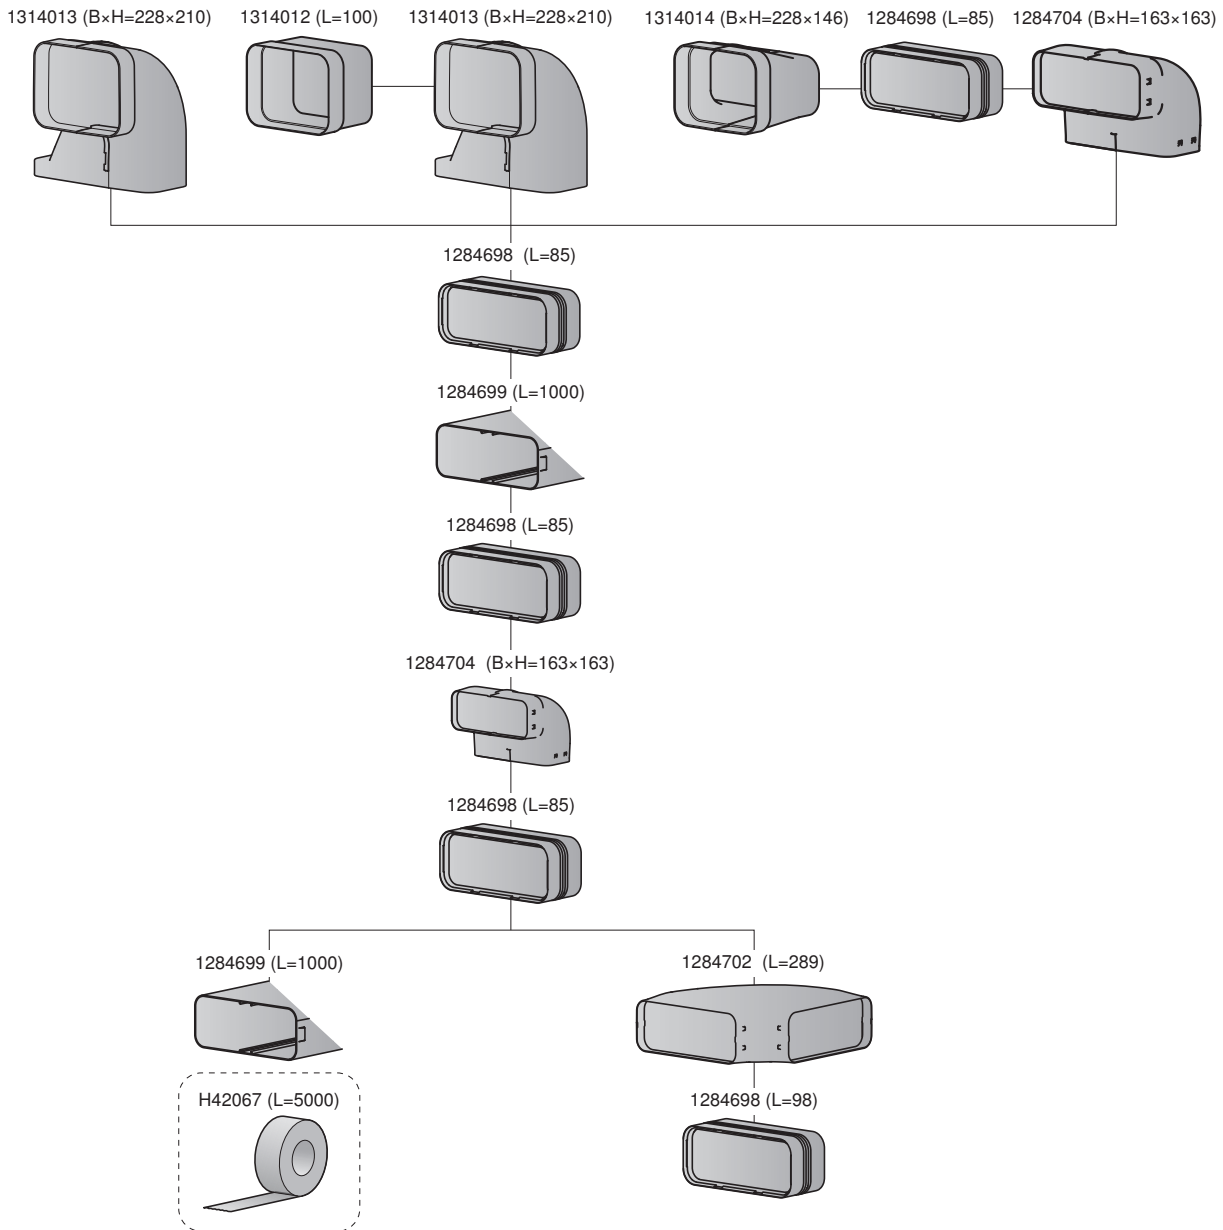 1314013 (B×H=228×210)
1314012 (L=100)
1314013 (B×H=228×210)
1314014 (B×H=228×146)
1284698 (L=85)
1284704 (B×H=163×163)
1284698 (L=85)
1284699 (L=1000)
1284698 (L=85)
1284704 (B×H=163×163)
1284698 (L=85)
1284699 (L=1000)
1284702 (L=289)
H42067 (L=5000)
1284698 (L=98)